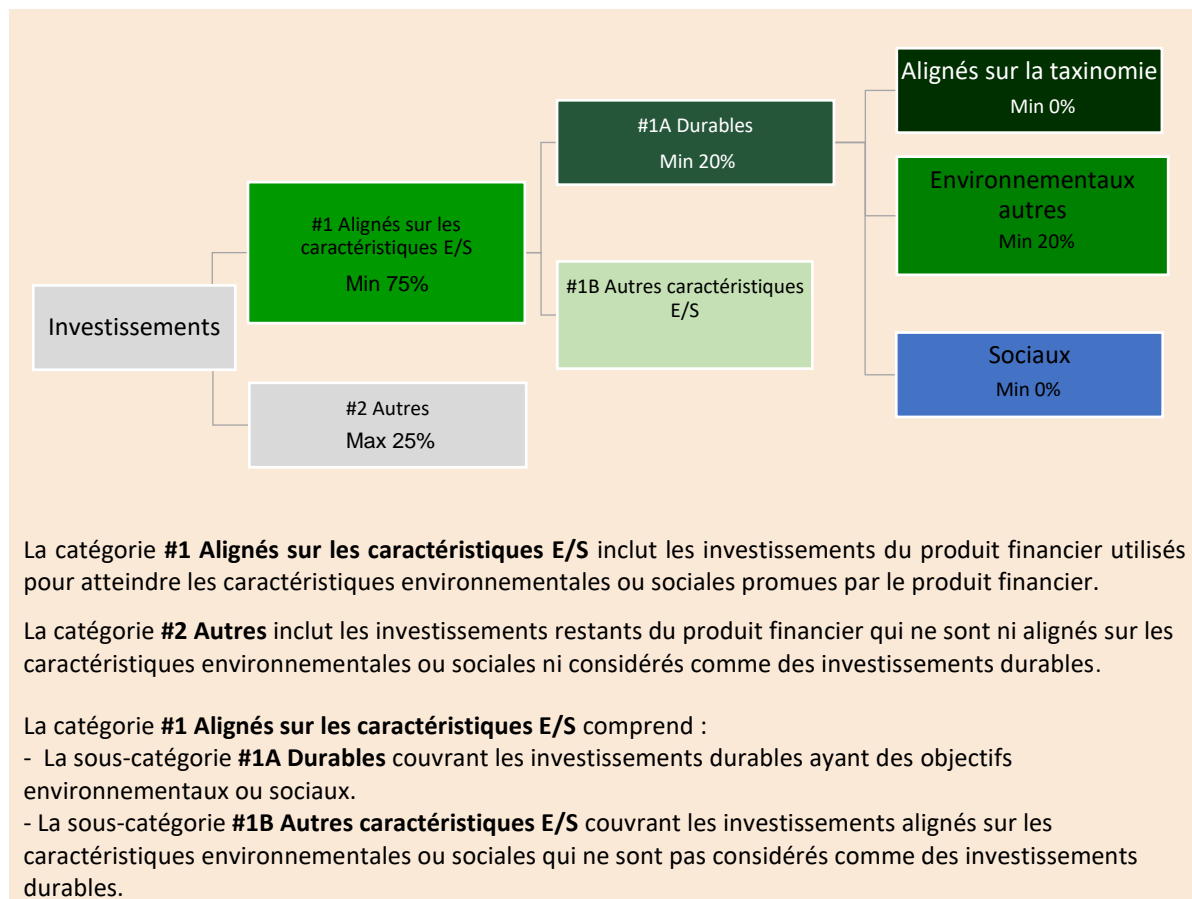 Investissements
#1 Alignés sur les
caractéristiques E/S
Min 75%
#2 Autres
Max 25%
#1A Durables
Min 20%
#1B Autres caractéristiques
E/S
Alignés sur la taxinomie
Min 0%
Environnementaux
autres
Min 20%
Sociaux
Min 0%
La catégorie #1 Alignés sur les caractéristiques E/S inclut les investissements du produit financier utilisés
pour atteindre les caractéristiques environnementales ou sociales promues par le produit financier.
La catégorie #2 Autres inclut les investissements restants du produit financier qui ne sont ni alignés sur les
caractéristiques environnementales ou sociales ni considérés comme des investissements durables.
La catégorie #1 Alignés sur les caractéristiques E/S comprend :
- La sous-catégorie #1A Durables couvrant les investissements durables ayant des objectifs
environnementaux ou sociaux.
- La sous-catégorie #1B Autres caractéristiques E/S couvrant les investissements alignés sur les
caractéristiques environnementales ou sociales qui ne sont pas considérés comme des investissements
durables.